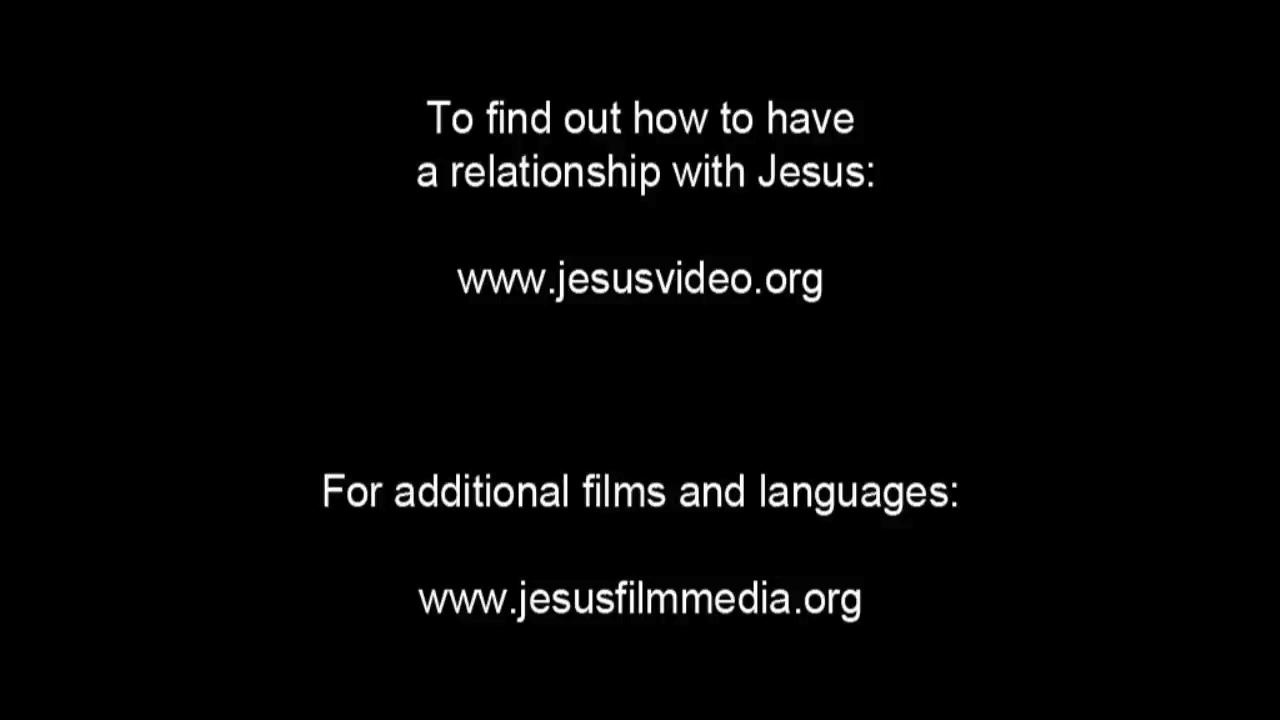 To find out how to have
a relationship with Jesus:
www.jesusvideo.org
For additional films and languages:
www.jesusfilmmedia.org